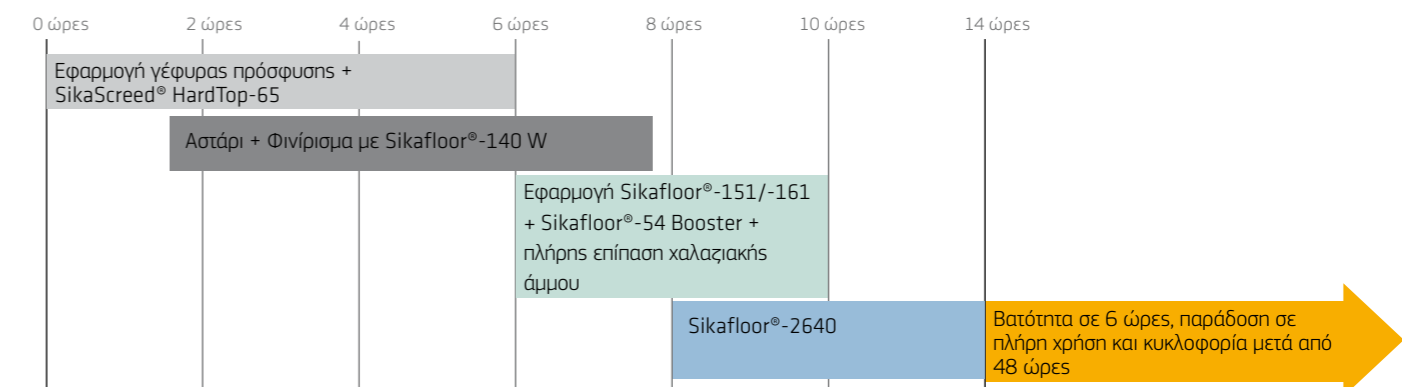 0 ώρες 2 ώρες 4 ώρες 6 ώρες 8 ώρες 10 ώρες 14 ώρες
Εφαρμογή γέφυρας πρόσφυσης +
SikaScreed® HardTop-65
Αστάρι + Φινίρισμα με Sikafloor®-140 W
Εφαρμογή Sikafloor®-151/-161
+ Sikafloor®-54 Booster +
πλήρης επίπαση χαλαζιακής
άμμου
Sikafloor®-2640
Βατότητα σε 6 ώρες, παράδοση σε
πλήρη χρήση και κυκλοφορία μετά από
48 ώρες